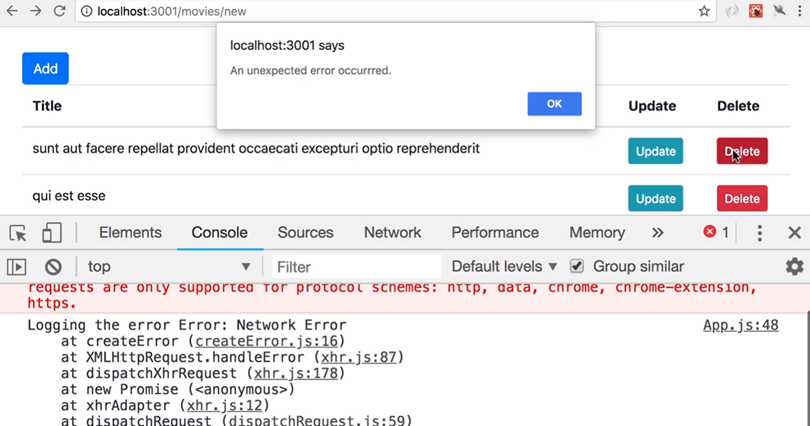 localhost:3001/movies/new
localhost:3001 says
An unexpected error occurrred.
OK
Add
Title Update Delete
sunt aut facere repellat provident occaecati excepturi optio reprehenderit Update Delete
qui est esse Update Delete
Elements Console Sources Network Performance Memory » 1
top Filter Default levels Group similar
requests are only supported for protocol schemes: http, data, chrome, chrome-extension,
https.
Logging the error Error: Network Error App.js:48
at createError (createError.js:16)
at XMLHttpRequest.handleError (xhr.js:87)
at dispatchXhrRequest (xhr.js:178)
at new Promise (<anonymous>)
at xhrAdapter (xhr.js:12)
at dispatchRequest (dispatchRequest.js:59)